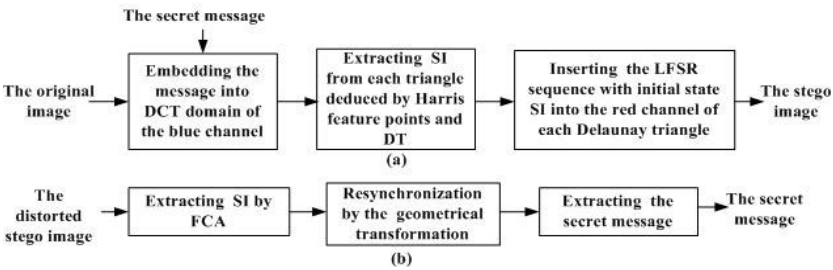 The secret message
The original
image
Embedding the
message into
DCT domain of
the blue channel
Extracting SI
from each triangle
deduced by Harris
feature points and
DT
Inserting the LFSR
sequence with initial state
SI into the red channel of
each Delaunay triangle
The stego
image
(a)
The
distorted
stego image
Extracting SI by
FCA
Resynchronization
by the geometrical
transformation
Extracting the
secret message
The secret
message
(b)